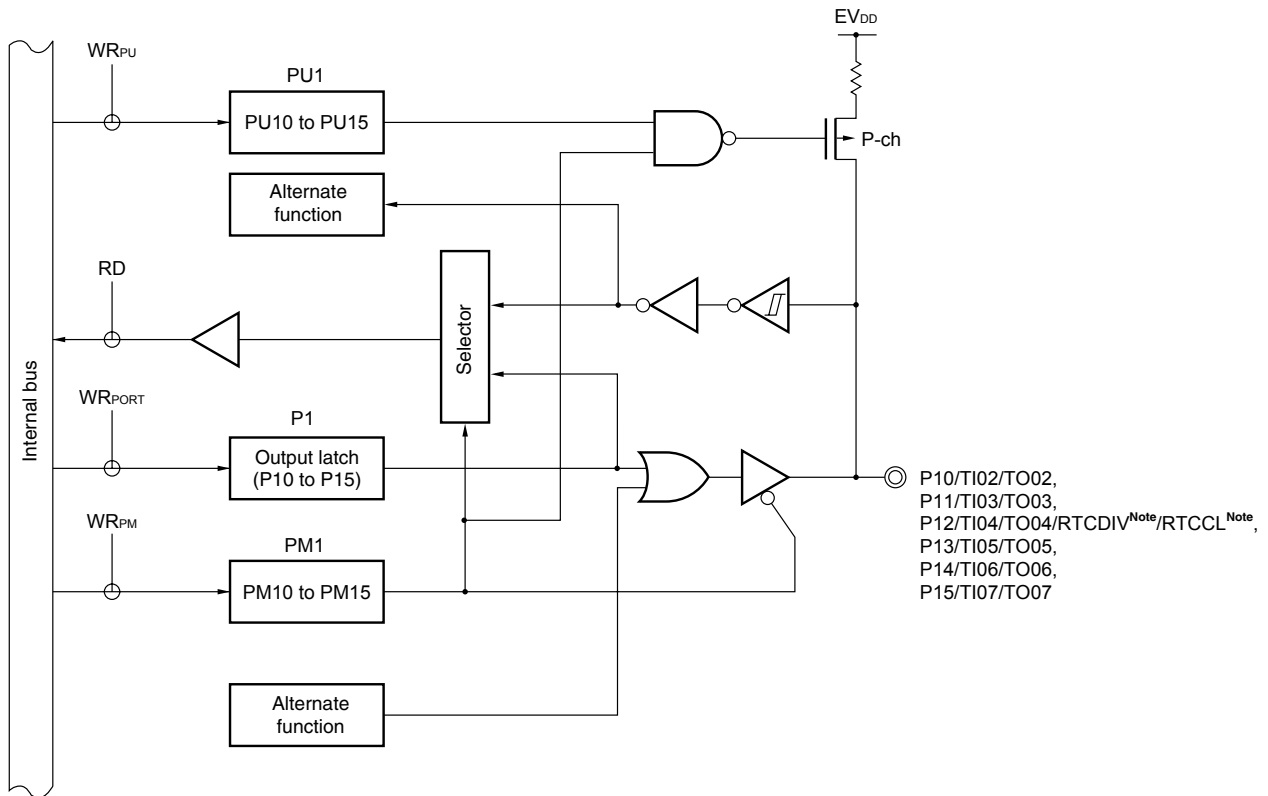 EVDD
WRPU
PU1
PU10 to PU15
P-ch
Alternate
function
RD
Selector
Internal bus
WRPORT
P1
Output latch
(P10 to P15)
P10/TI02/TO02,
P11/TI03/TO03,
P12/TI04/TO04/RTCDIVNote/RTCCLNote,
P13/TI05/TO05,
P14/TI06/TO06,
P15/TI07/TO07
WRPM
PM1
PM10 to PM15
Alternate
function